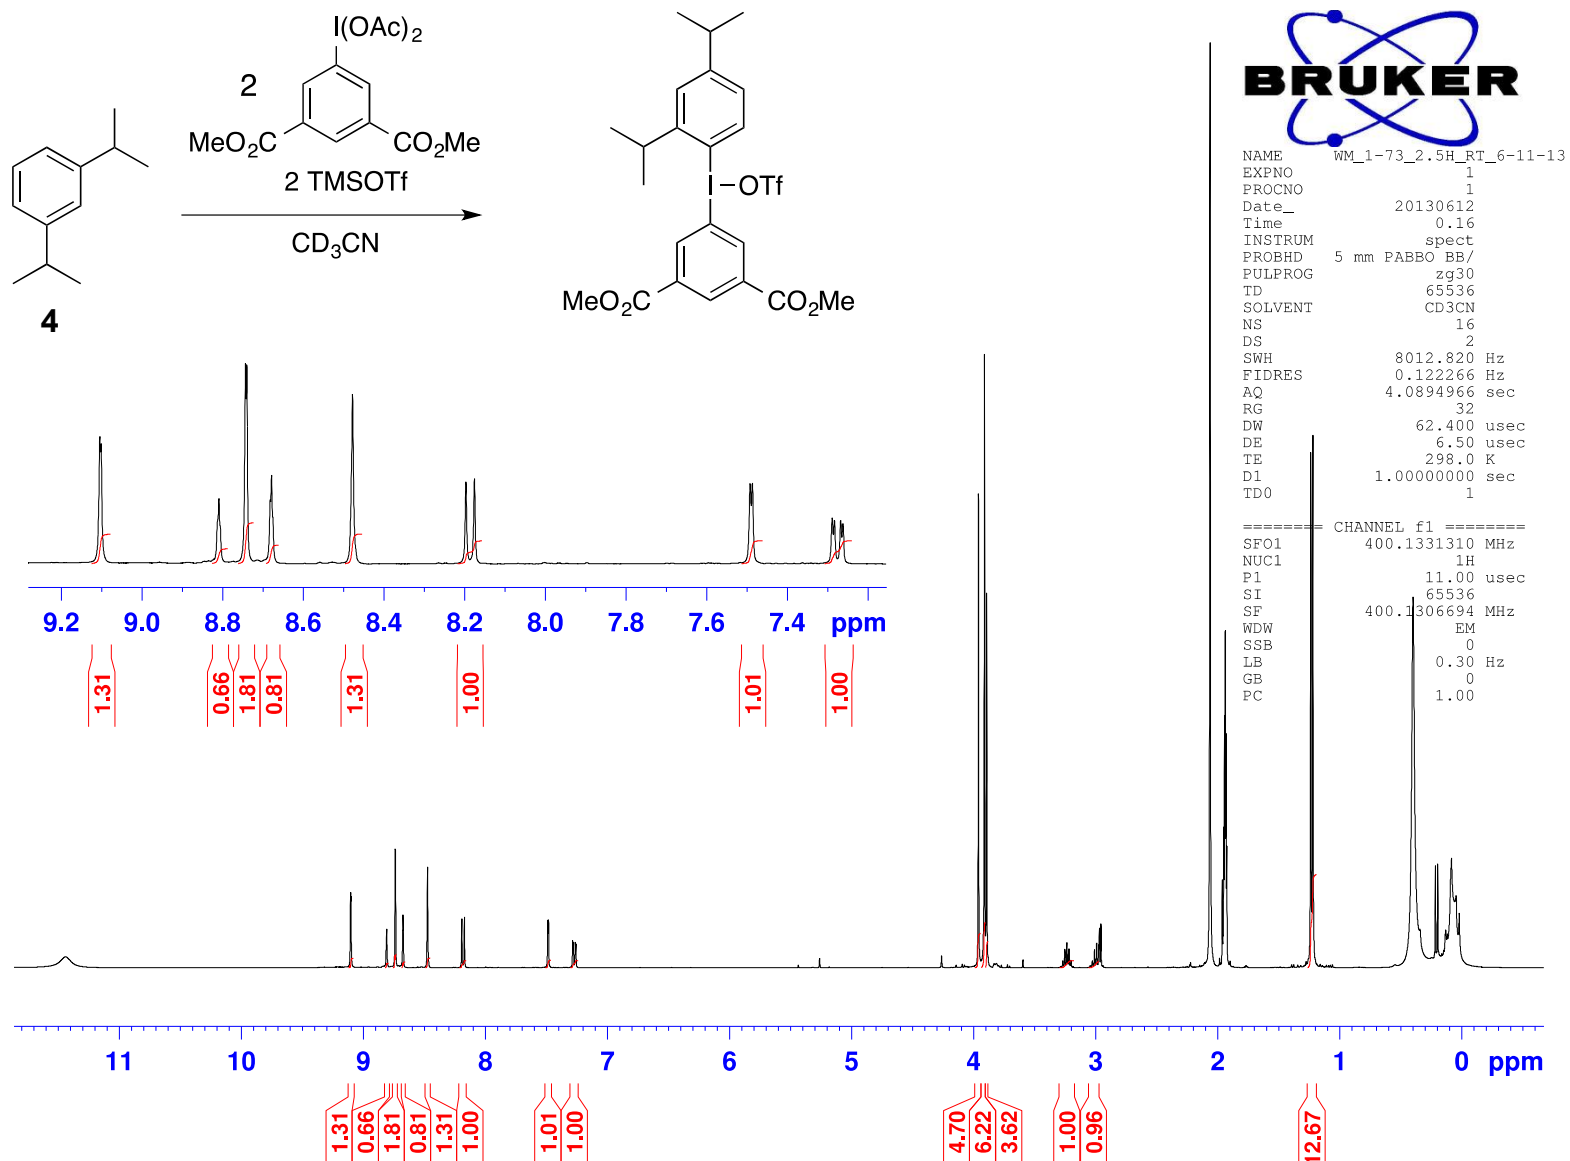 I(OAc)2
2
MeO2C
CO2Me
2 TMSOTf
CD3CN
4
I
OTf
MeO2C
CO2Me
BRUKER
NAME WM_1-73_2.5H_RT_6-11-13
EXPNO 1
PROCNO 1
Date_ 20130612
Time 0.16
INSTRUM spect
PROBHD 5 mm PABBO BB/
PULPROG zg30
TD 65536
SOLVENT CD3CN
NS 16
DS 2
SWH 8012.820 Hz
FIDRES 0.122266 Hz
AQ 4.0894966 sec
RG 32
DW 62.400 usec
DE 6.50 usec
TE 298.0 K
D1 1.00000000 sec
TD0 1
======== CHANNEL f1 ========
SFO1 400.1331310 MHz
NUC1 1H
P1 11.00 usec
SI 65536
SF 400.1306694 MHz
WDW EM
SSB 0
LB 0.30 Hz
GB 0
PC 1.00
9.2 9.0 8.8 8.6 8.4 8.2 8.0 7.8 7.6 7.4 ppm
1.31 0.66 1.81 0.81 1.31 1.00 1.01 1.00
11 10 9 8 7 6 5 4 3 2 1 0 ppm
1.31 0.66 1.81 0.81 1.31 1.00 1.01 1.00 4.70 6.22 3.62 1.00 0.96 12.67